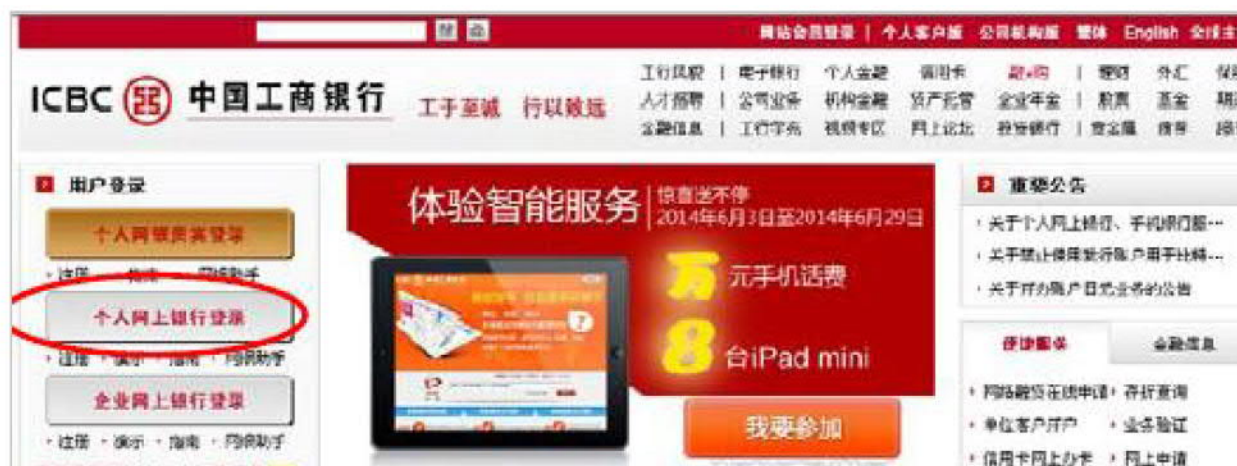 网站会员登录 | 个人客户版 公司机构版 繁体 English
ICBC 中国工商银行
工于至诚 行以致远
工行风貌 | 电子银行 个人金融 信用卡 融e购 | 理财 外汇
人才招聘 | 公司业务 机构金融 资产托管 企业年金 | 股票 基金
金融信息 | 工行学苑 视频专区 网上论坛 投资银行 | 贵金属 债券
用户登录
个人网银贵宾登录
注册 指南 网银助手
个人网上银行登录
注册 演示 指南 网银助手
企业网上银行登录
注册 演示 指南 网银助手
体验智能服务
惊喜送不停
2014年6月3日至2014年6月29日
万元手机话费
8台iPad mini
我要参加
重要公告
关于个人网上银行、手机银行服…
关于禁止使用我行账户用于比特…
关于开办账户日元业务的公告
便捷服务 金融信息
网络融资在线申请 存折查询
单位客户开户 业务验证
信用卡网上办卡 网上申请